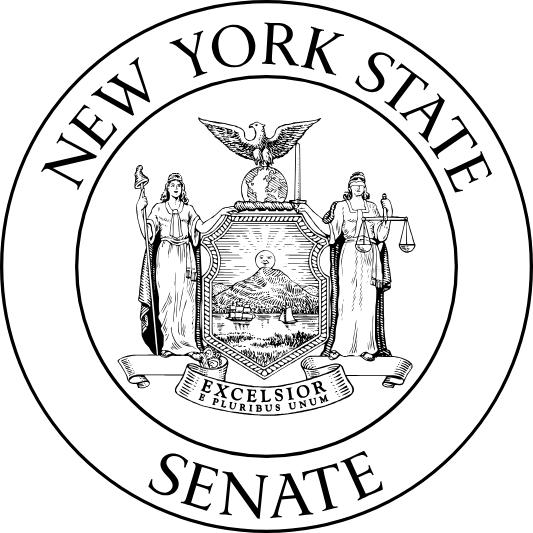 NEW YORK STATE
EXCELSIOR
E PLURIBUS UNUM
SENATE